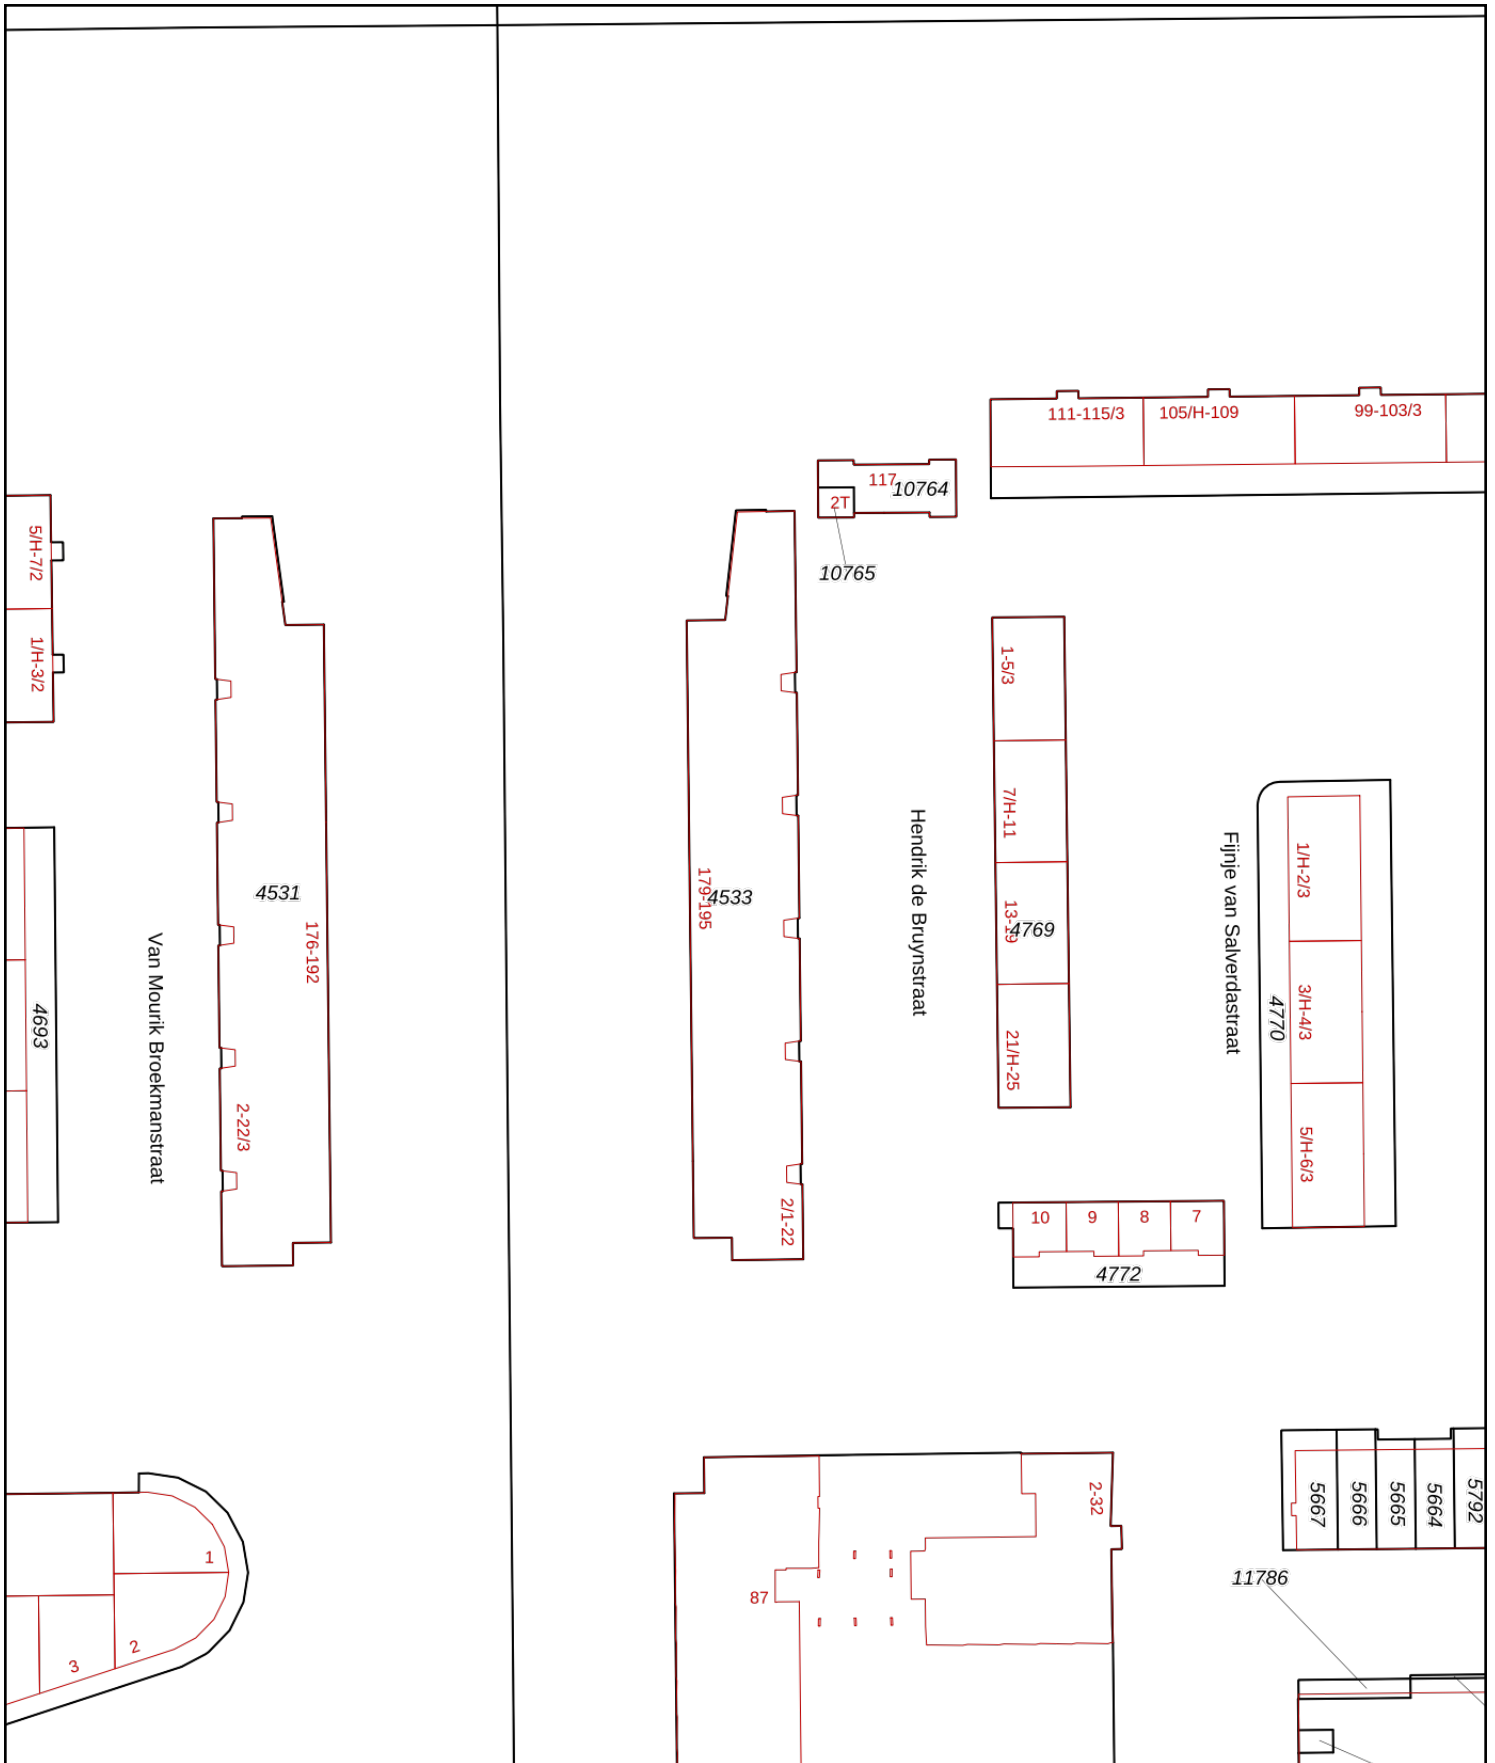 111-115/3
105/H-109
99-103/3
117
10764
2T
10765
5/H-7/2
1/H-3/2
1-5/3
7/H-11
13-19
4769
21/H-25
Hendrik de Bruynstraat
Fijnje van Salverdastraat
1/H-2/3
3/H-4/3
5/H-6/3
4770
4531
176-192
179-195
4533
Van Mourik Broekmanstraat
4693
2-22/3
2/1-22
10
9
8
7
4772
2-32
87
5667
5666
5665
5664
5792
11786
1
2
3